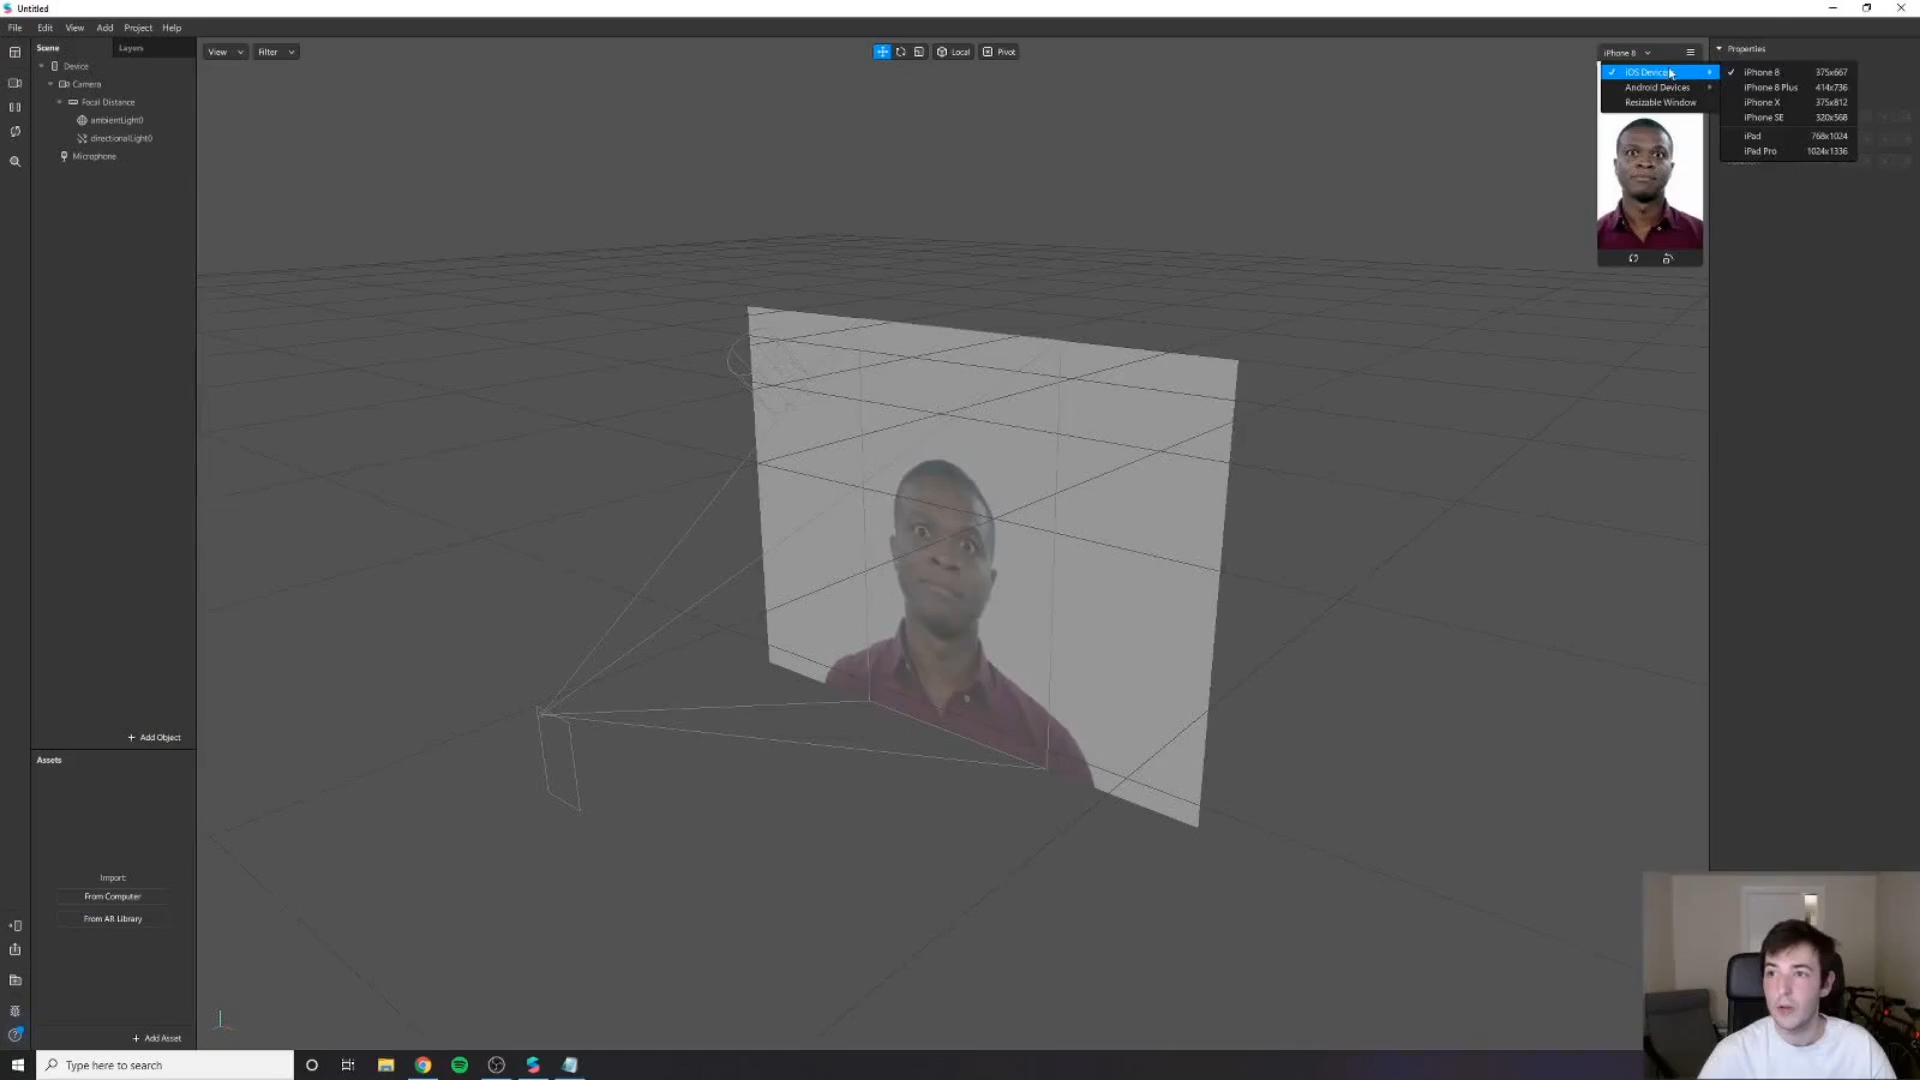 Untitled
File Edit View Add Project Help
Scene Layers
Device
Camera
Focal Distance
ambientLight0
directionalLight0
Microphone
+ Add Object
Assets
Import:
From Computer
From AR Library
+ Add Asset
View Filter
Local Pivot
iPhone 8
iOS Devices
Android Devices
Resizable Window
Properties
iPhone 8 375x667
iPhone 8 Plus 414x736
iPhone X 375x812
iPhone SE 320x568
iPad 768x1024
iPad Pro 1024x1336
Type here to search